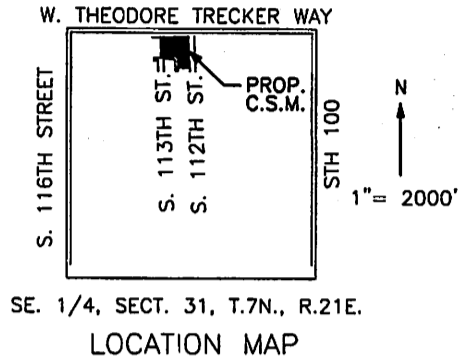 W. THEODORE TRECKER WAY
S. 116TH STREET
S. 113TH ST.
S. 112TH ST.
PROP.
C.S.M.
STH 100
N
1"= 2000'
SE. 1/4, SECT. 31, T.7N., R.21E.
LOCATION MAP